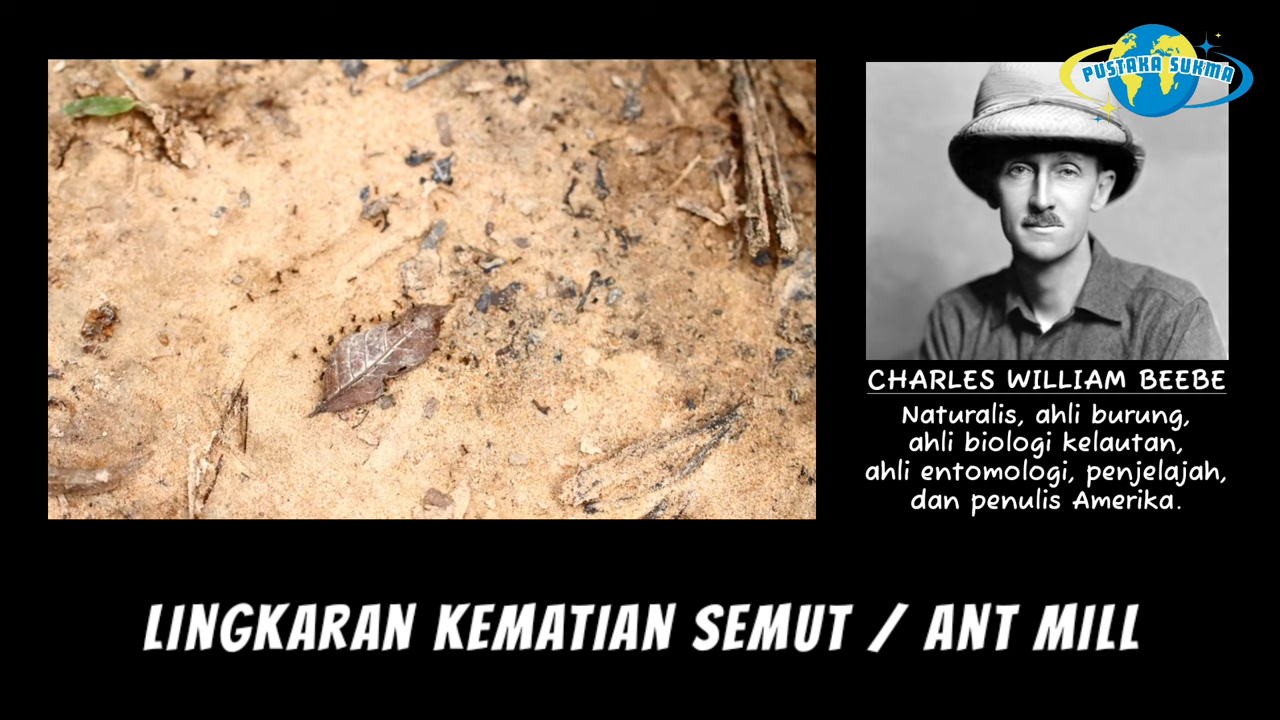 PUSTAKA SUKMA
CHARLES WILLIAM BEEBE
Naturalis, ahli burung,
ahli biologi kelautan,
ahli entomologi, penjelajah,
dan penulis Amerika.
LINGKARAN KEMATIAN SEMUT / ANT MILL